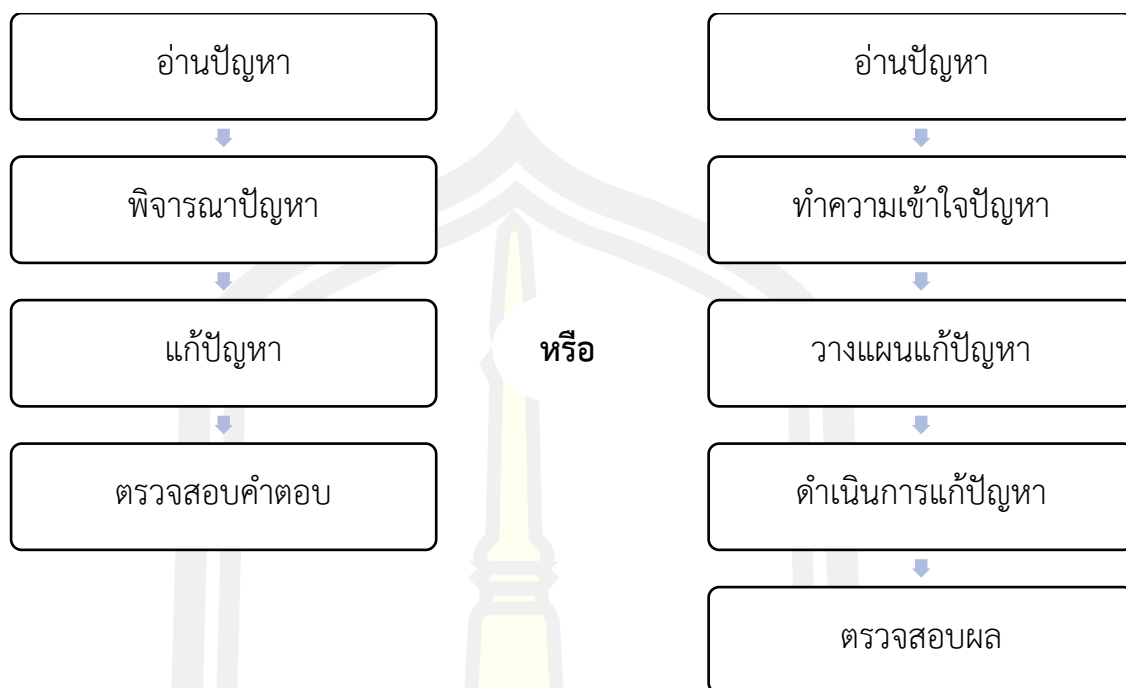 อ่านปัญหา
พิจารณาปัญหา
แก้ปัญหา
ตรวจสอบคำตอบ
หรือ
อ่านปัญหา
ทำความเข้าใจปัญหา
วางแผนแก้ปัญหา
ดำเนินการแก้ปัญหา
ตรวจสอบผล